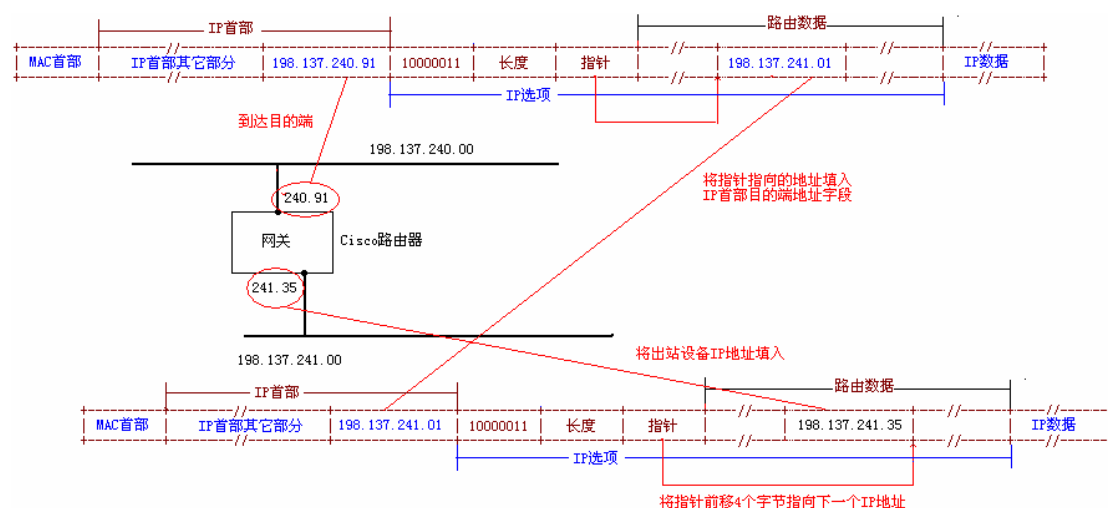 IP首部
路由数据
MAC首部 IP首部其它部分 198.137.240.91 10000011 长度 指针 198.137.241.01 IP数据
IP选项
到达目的端
198.137.240.00
将指针指向的地址填入
IP首部目的端地址字段
240.91
网关
Cisco路由器
241.35
198.137.241.00
将出站设备IP地址填入
IP首部
路由数据
MAC首部 IP首部其它部分 198.137.241.01 10000011 长度 指针 198.137.241.35 IP数据
IP选项
将指针前移4个字节指向下一个IP地址